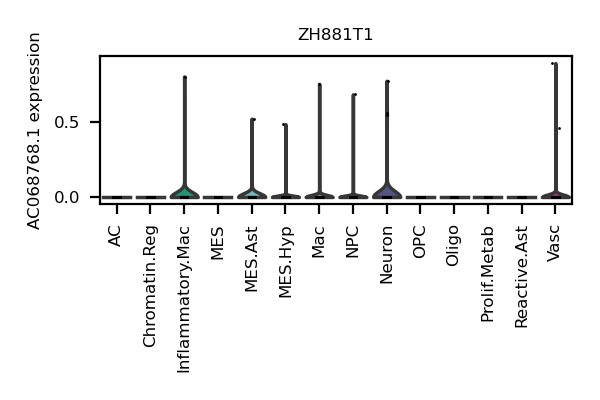 ZH881T1
AC068768.1 expression
0.5
0.0
AC
Chromatin.Reg
Inflammatory.Mac
MES
MES.Ast
MES.Hyp
Mac
NPC
Neuron
OPC
Oligo
Prolif.Metab
Reactive.Ast
Vasc